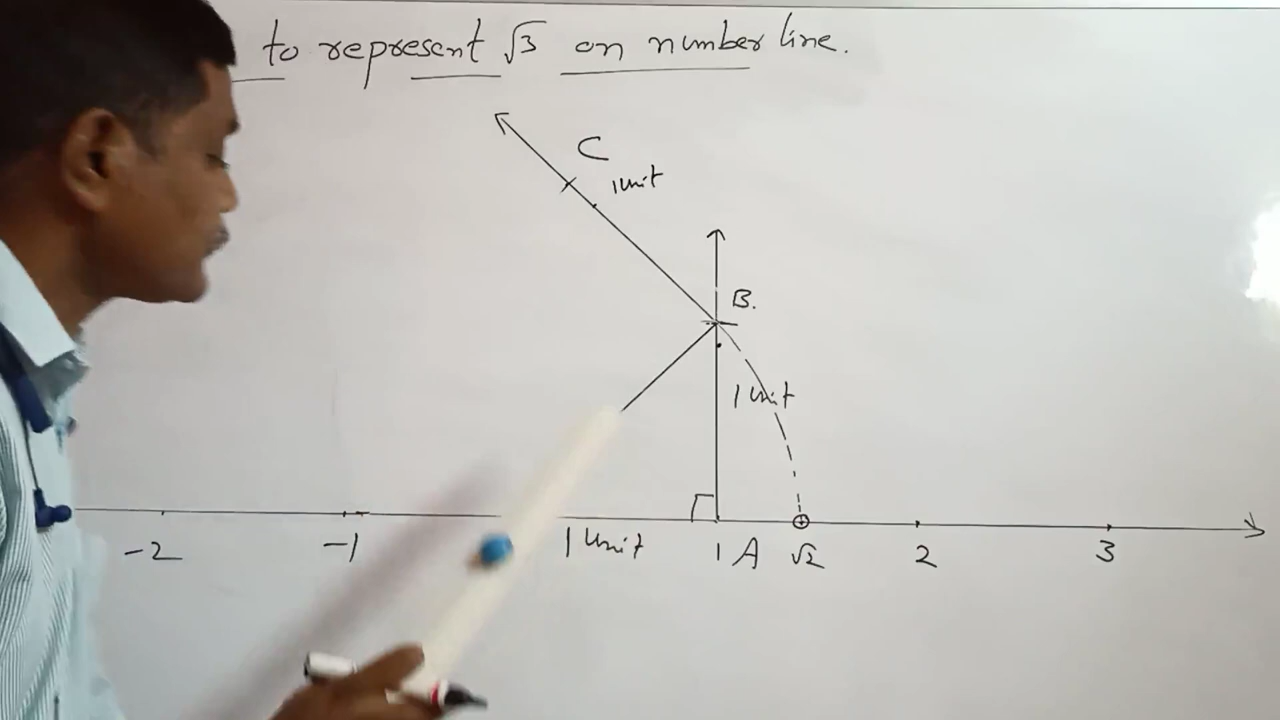 to represent √3 on number line.
C
1 Unit
B.
1 Unit
1 Unit
-2 -1 1 A √2 2 3